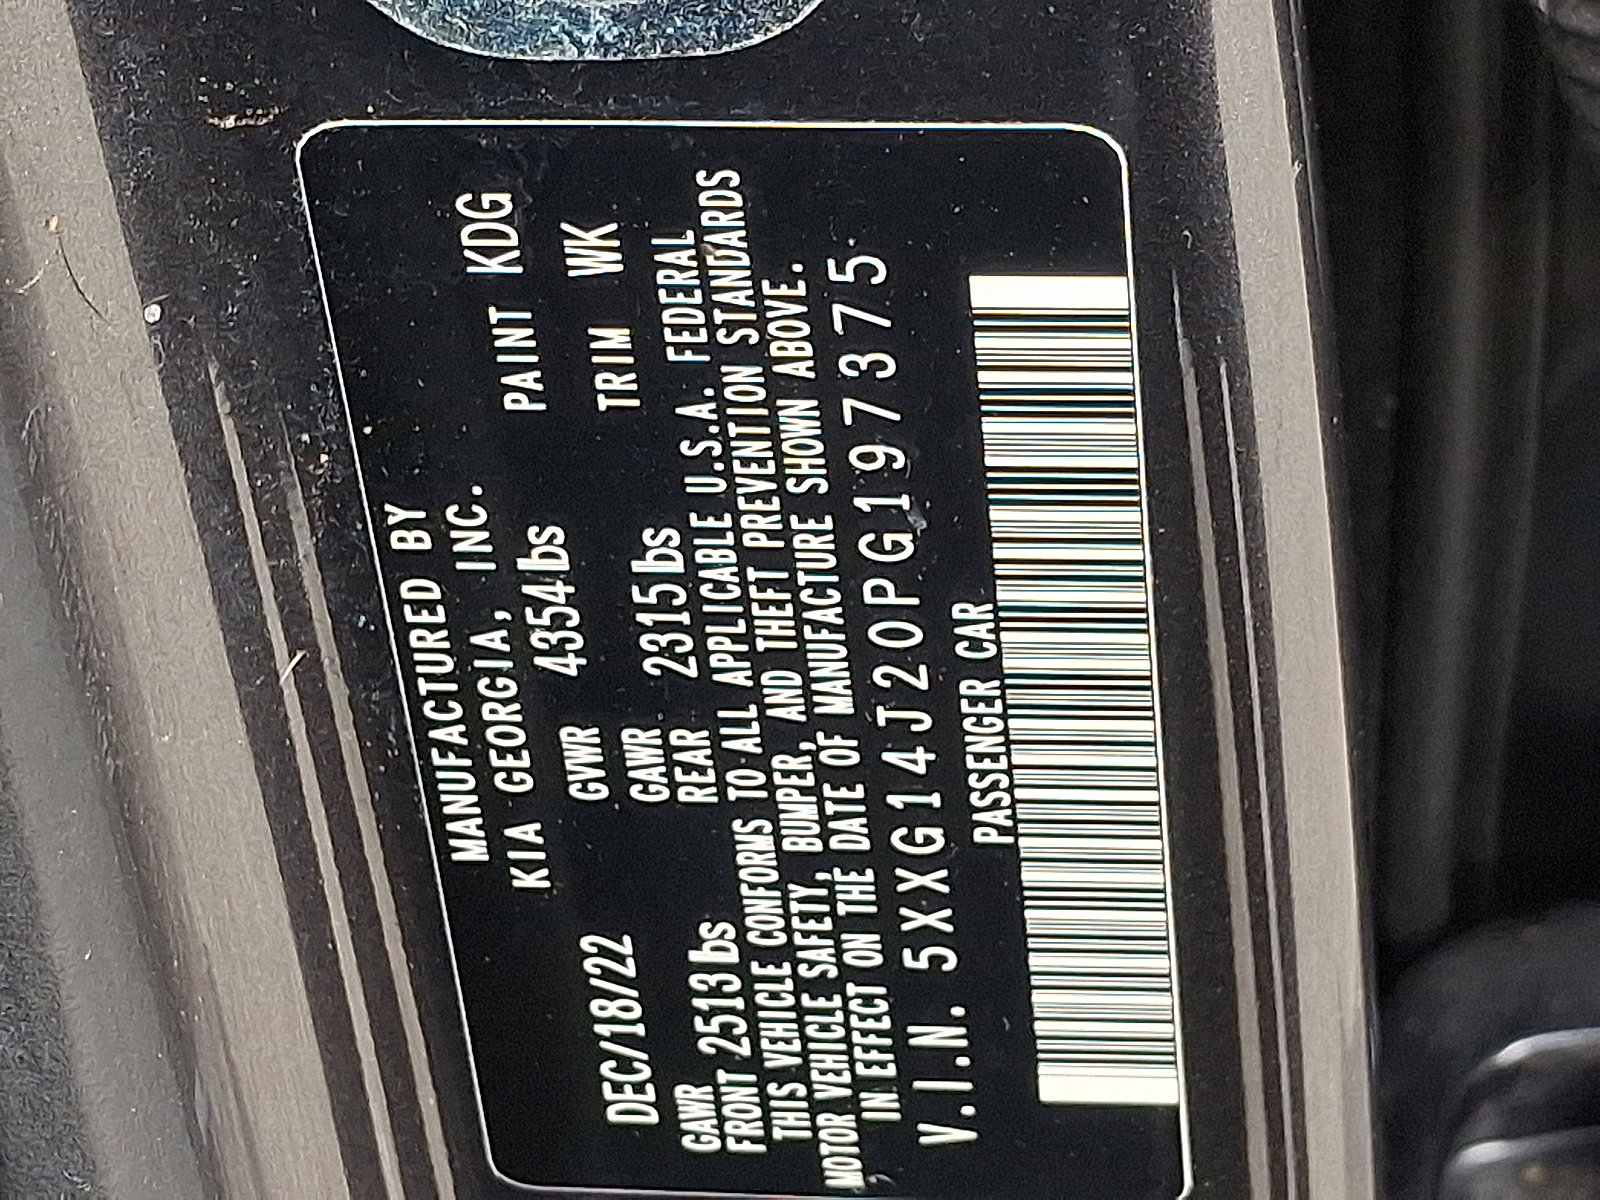 MANUFACTURED BY
KIA GEORGIA, INC.
DEC/18/22 GVWR 4354lbs PAINT KDG
GAWR FRONT 2513lbs GAWR REAR 2315lbs TRIM WK
THIS VEHICLE CONFORMS TO ALL APPLICABLE U.S.A. FEDERAL
MOTOR VEHICLE SAFETY, BUMPER, AND THEFT PREVENTION STANDARDS
IN EFFECT ON THE DATE OF MANUFACTURE SHOWN ABOVE.
V.I.N. 5XXG14J20PG197375
PASSENGER CAR